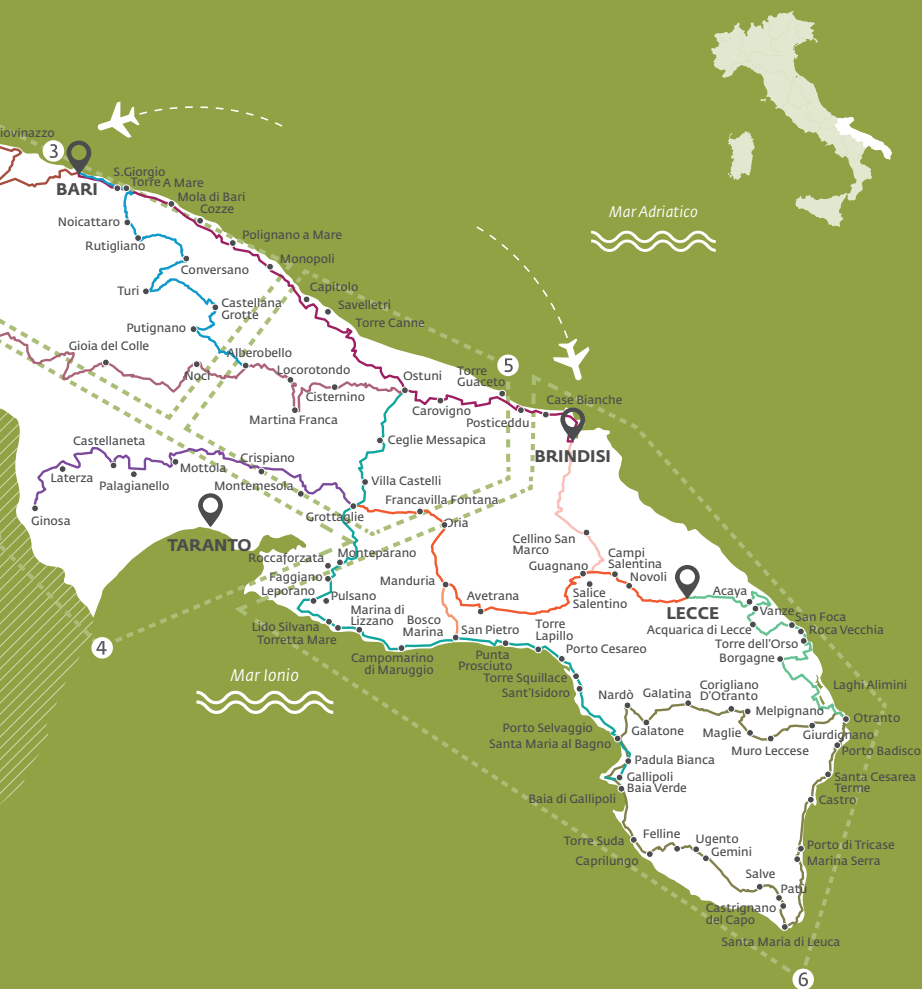 iovinazzo
3
BARI
S.Giorgio
Torre A Mare
Mola di Bari
Cozze
Noicattaro
Rutigliano
Polignano a Mare
Conversano
Monopoli
Turi
Capitolo
Castellana
Grotte
Savelletri
Torre Canne
Putignano
Gioia del Colle
Alberobello
Noci
Locorotondo
Cisternino
Martina Franca
Ostuni
Carovigno
Torre
Guaceto
5
Posticeddu
Case Bianche
BRINDISI
Mar Adriatico
Ceglie Messapica
Castellaneta
Laterza
Palagianello
Mottola
Crispiano
Montemesola
Ginosa
Villa Castelli
Francavilla Fontana
Grottaglie
Oria
TARANTO
Roccaforzata
Monteparano
Faggiano
Leporano
Pulsano
Lido Silvana
Torretta Mare
Marina di
Lizzano
Campomarino
di Maruggio
Manduria
Bosco
Marina
Avetrana
San Pietro
Punta
Prosciuto
Torre
Lapillo
Porto Cesareo
Torre Squillace
Sant'Isidoro
Cellino San
Marco
Guagnano
Campi
Salentina
Novoli
Salice
Salentino
LECCE
Acaya
Vanze
San Foca
Acquarica di Lecce
Roca Vecchia
Torre dell'Orso
Borgagne
Laghi Alimini
4
Mar Ionio
Nardò
Galatina
Corigliano
D'Otranto
Melpignano
Otranto
Galatone
Maglie
Muro Leccese
Giurdignano
Porto Badisco
Porto Selvaggio
Santa Maria al Bagno
Padula Bianca
Gallipoli
Baia Verde
Baia di Gallipoli
Santa Cesarea
Terme
Castro
Torre Suda
Caprilungo
Felline
Ugento
Gemini
Porto di Tricase
Marina Serra
Salve
Patù
Castrignano
del Capo
Santa Maria di Leuca
6